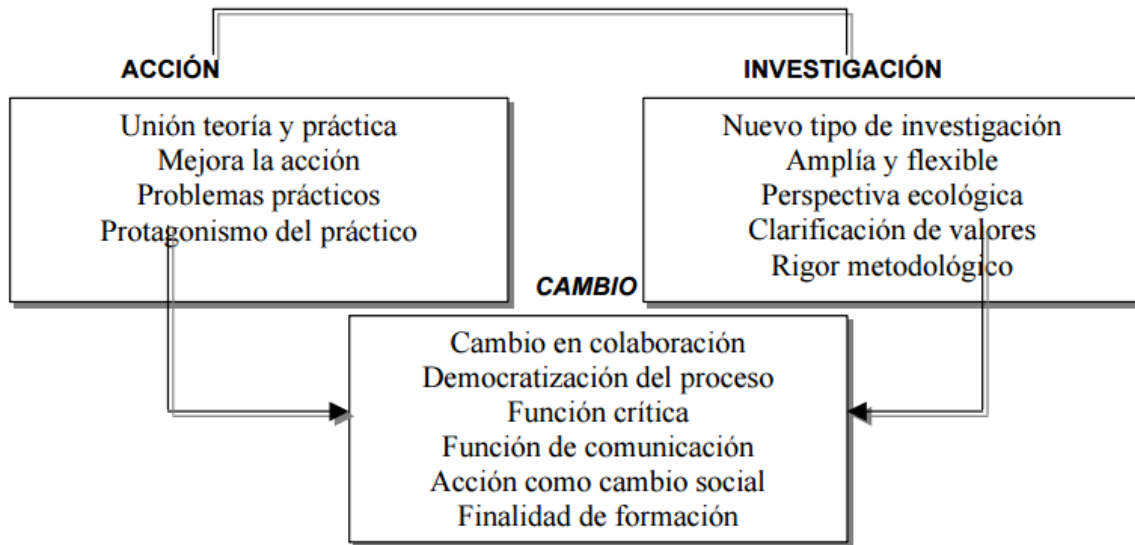 ACCIÓN
Unión teoría y práctica
Mejora la acción
Problemas prácticos
Protagonismo del práctico
INVESTIGACIÓN
Nuevo tipo de investigación
Amplía y flexible
Perspectiva ecológica
Clarificación de valores
Rigor metodológico
CAMBIO
Cambio en colaboración
Democratización del proceso
Función crítica
Función de comunicación
Acción como cambio social
Finalidad de formación